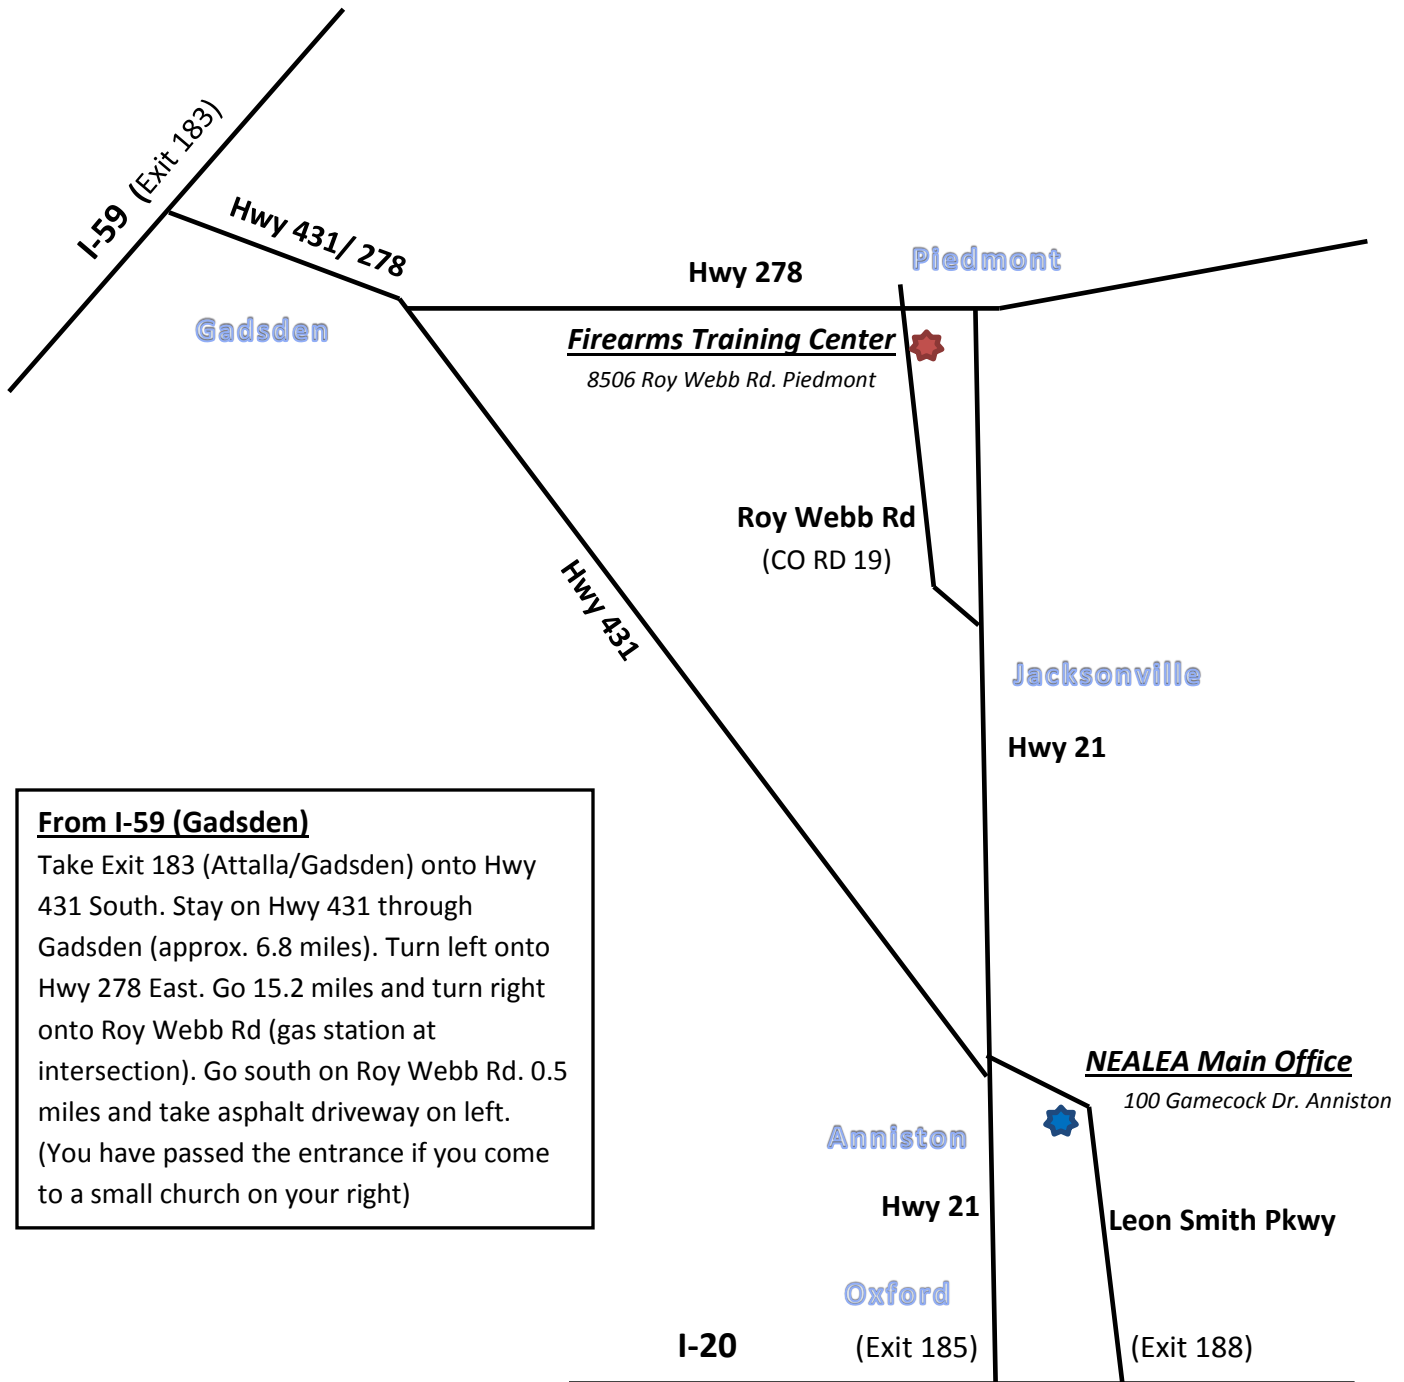 I-59 (Exit 183)
Hwy 431/ 278
Piedmont
Hwy 278
Gadsden
Firearms Training Center
8506 Roy Webb Rd. Piedmont
Roy Webb Rd
(CO RD 19)
Hwy 431
Jacksonville
Hwy 21
From I-59 (Gadsden)
Take Exit 183 (Attalla/Gadsden) onto Hwy
431 South. Stay on Hwy 431 through
Gadsden (approx. 6.8 miles). Turn left onto
Hwy 278 East. Go 15.2 miles and turn right
onto Roy Webb Rd (gas station at
intersection). Go south on Roy Webb Rd. 0.5
miles and take asphalt driveway on left.
(You have passed the entrance if you come
to a small church on your right)
NEALEA Main Office
100 Gamecock Dr. Anniston
Anniston
Hwy 21
Leon Smith Pkwy
Oxford
I-20
(Exit 185)
(Exit 188)